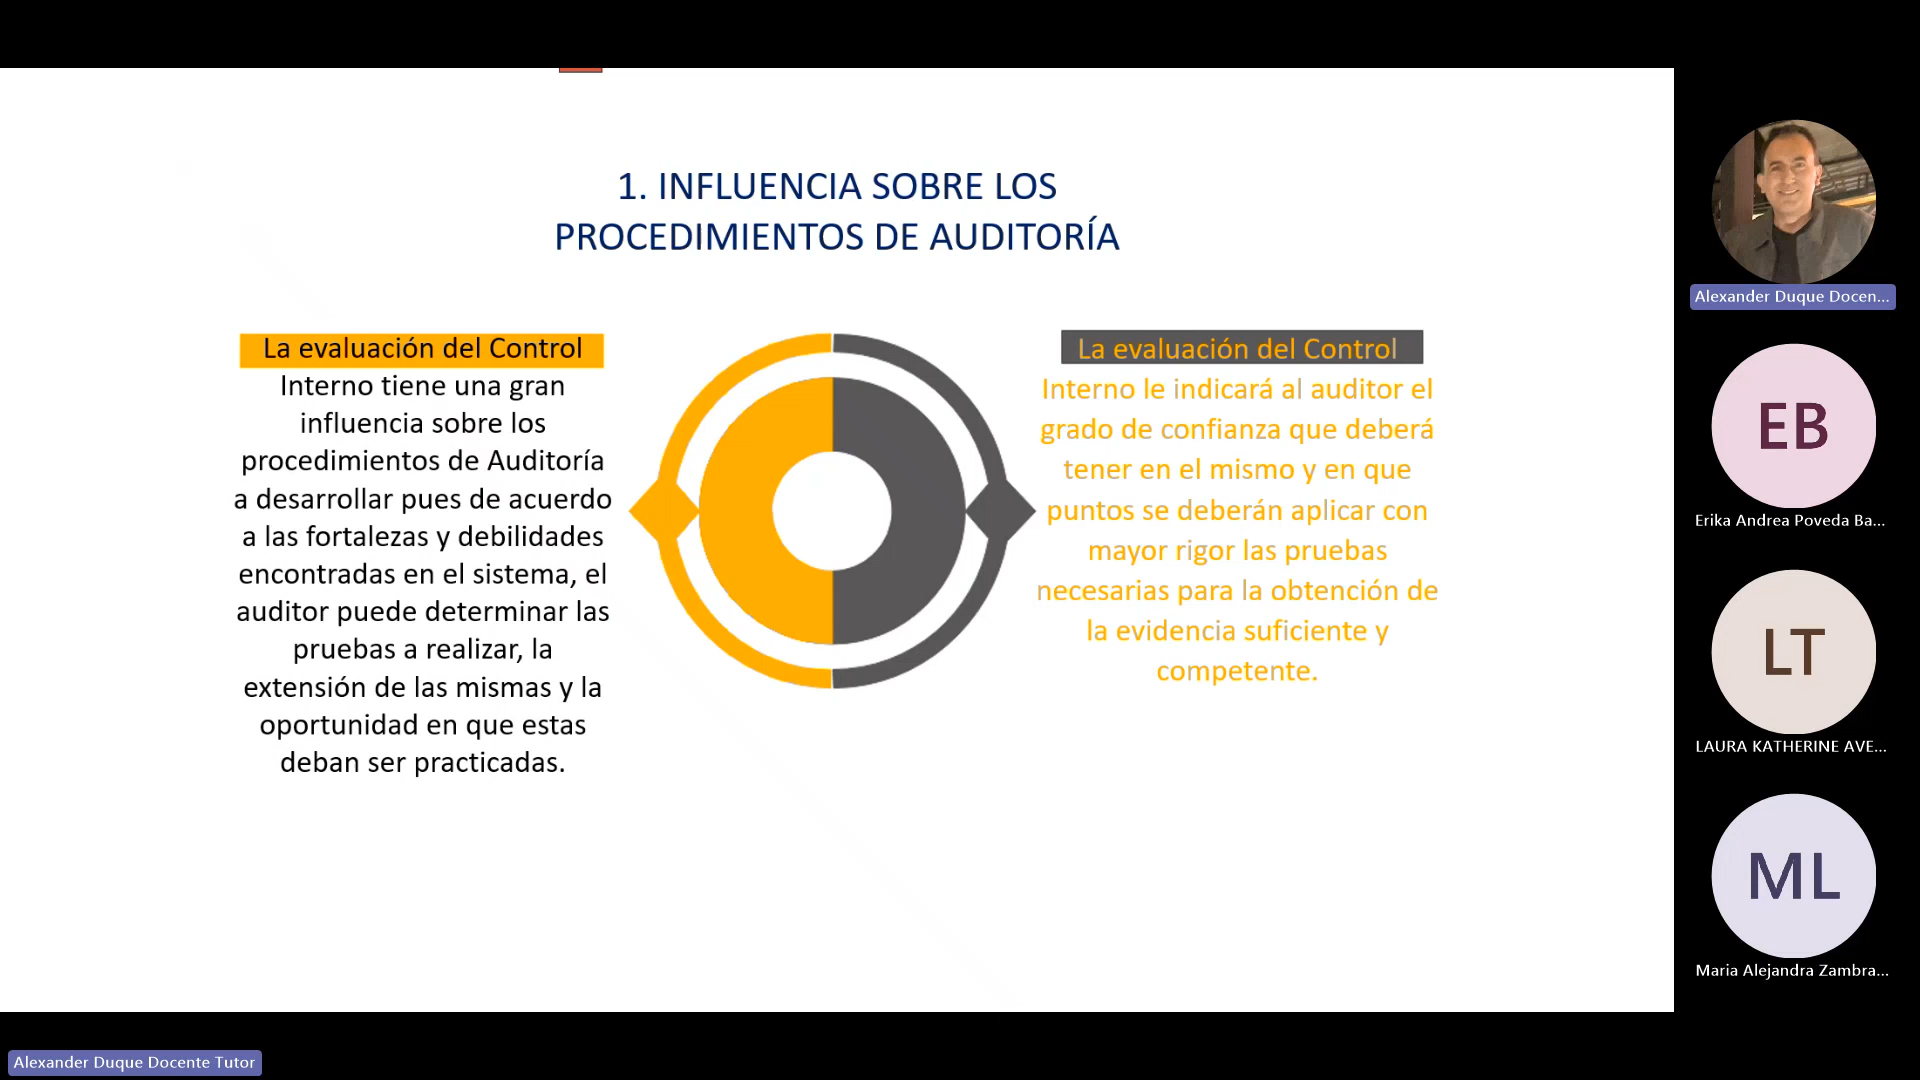 1. INFLUENCIA SOBRE LOS
PROCEDIMIENTOS DE AUDITORÍA
La evaluación del Control
Interno tiene una gran
influencia sobre los
procedimientos de Auditoría
a desarrollar pues de acuerdo
a las fortalezas y debilidades
encontradas en el sistema, el
auditor puede determinar las
pruebas a realizar, la
extensión de las mismas y la
oportunidad en que estas
deban ser practicadas.
La evaluación del Control
Interno le indicará al auditor el
grado de confianza que deberá
tener en el mismo y en que
puntos se deberán aplicar con
mayor rigor las pruebas
necesarias para la obtención de
la evidencia suficiente y
competente.
Alexander Duque Docen...
EB
Erika Andrea Poveda Ba...
LT
LAURA KATHERINE AVE...
ML
Maria Alejandra Zambra...
Alexander Duque Docente Tutor